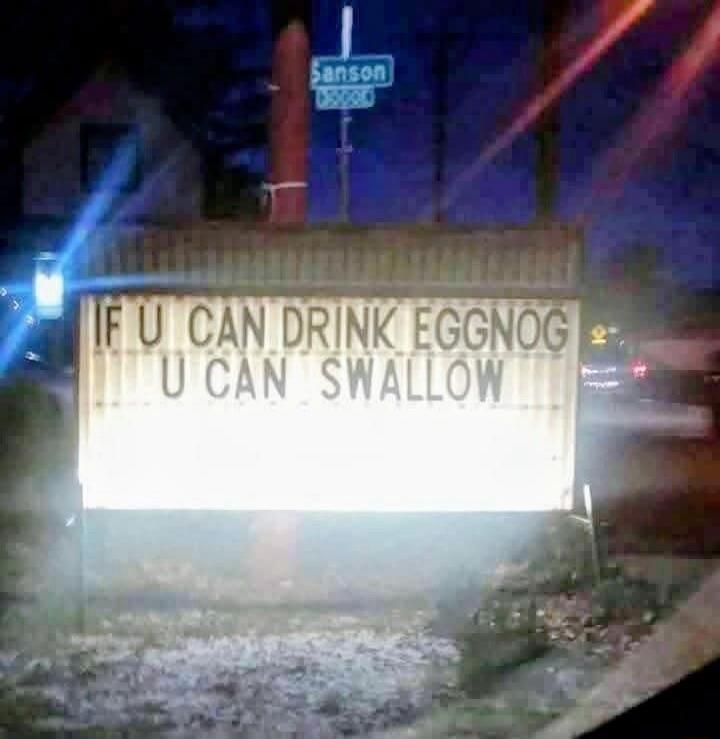 Sanson
IF U CAN DRINK EGGNOG
U CAN SWALLOW